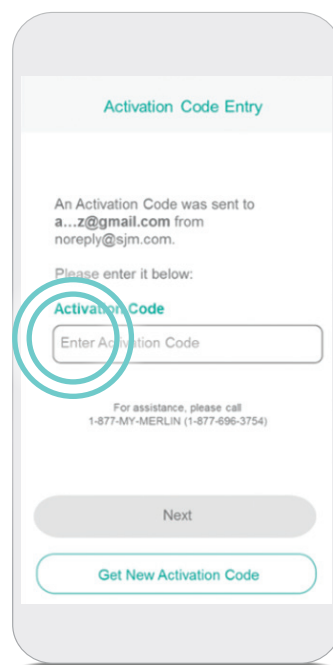 Activation Code Entry
An Activation Code was sent to
a...z@gmail.com from
noreply@sjm.com.
Please enter it below:
Activation Code
Enter Activation Code
For assistance, please call
1-877-MY-MERLIN (1-877-696-3754)
Next
Get New Activation Code